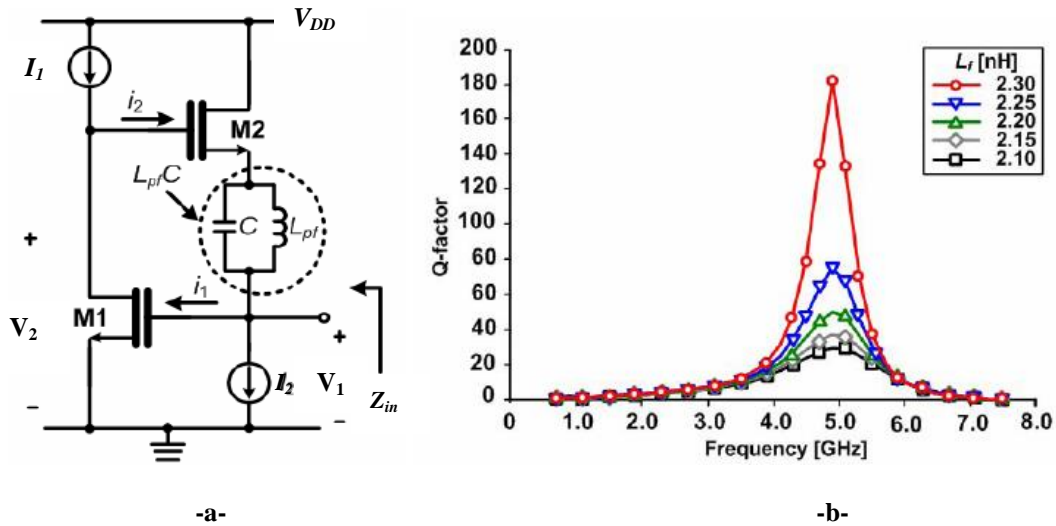 V_DD
I_1
i_2
M2
L_pfC
C
L_pf
+
i_1
M1
V_2
+
I_2
V_1
Z_in
−
−
-a-
200
180
160
140
120
100
80
60
40
20
0
Q-factor
0 1.0 2.0 3.0 4.0 5.0 6.0 7.0 8.0
Frequency [GHz]
L_f [nH]
2.30
2.25
2.20
2.15
2.10
-b-